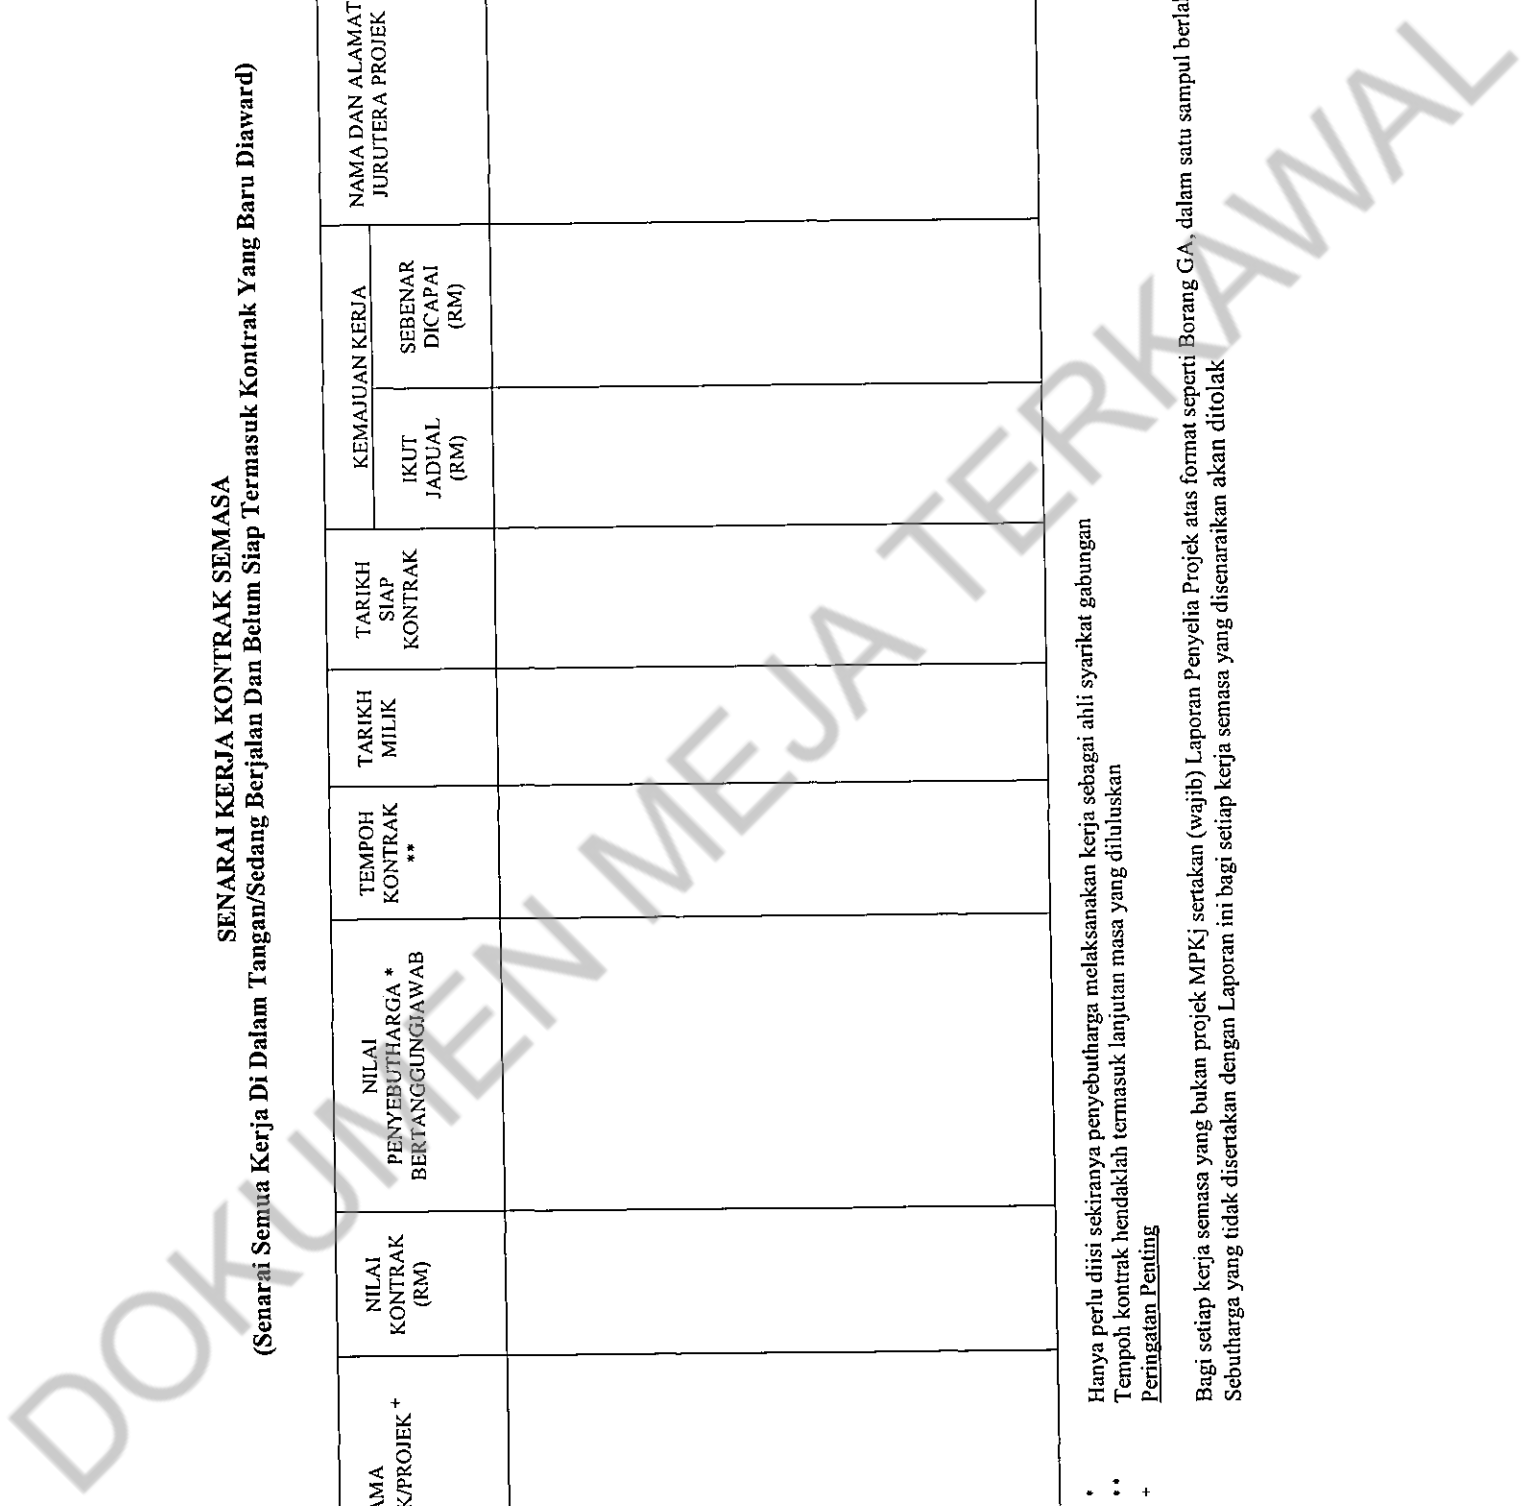 SENARAI KERJA KONTRAK SEMASA
(Senarai Semua Kerja Di Dalam Tangan/Sedang Berjalan Dan Belum Siap Termasuk Kontrak Yang Baru Diaward)
AMA
K/PROJEK +
NILAI
KONTRAK
(RM)
NILAI
PENYEBUTHARGA *
BERTANGGUNGJAWAB
TEMPOH
KONTRAK
**
TARIKH
MILIK
TARIKH
SIAP
KONTRAK
KEMAJUAN KERJA
IKUT
JADUAL
(RM)
SEBENAR
DICAPAI
(RM)
NAMA DAN ALAMAT
JURUTERA PROJEK
* Hanya perlu diisi sekiranya penyebutharga melaksanakan kerja sebagai ahli syarikat gabungan
** Tempoh kontrak hendaklah termasuk lanjutan masa yang diluluskan
+ Peringatan Penting
Bagi setiap kerja semasa yang bukan projek MPKj sertakan (wajib) Laporan Penyelia Projek atas format seperti Borang GA, dalam satu sampul
Sebutharga yang tidak disertakan dengan Laporan ini bagi setiap kerja semasa yang disenaraikan akan ditolak
DOKUMEN MEJA TERKAWAL